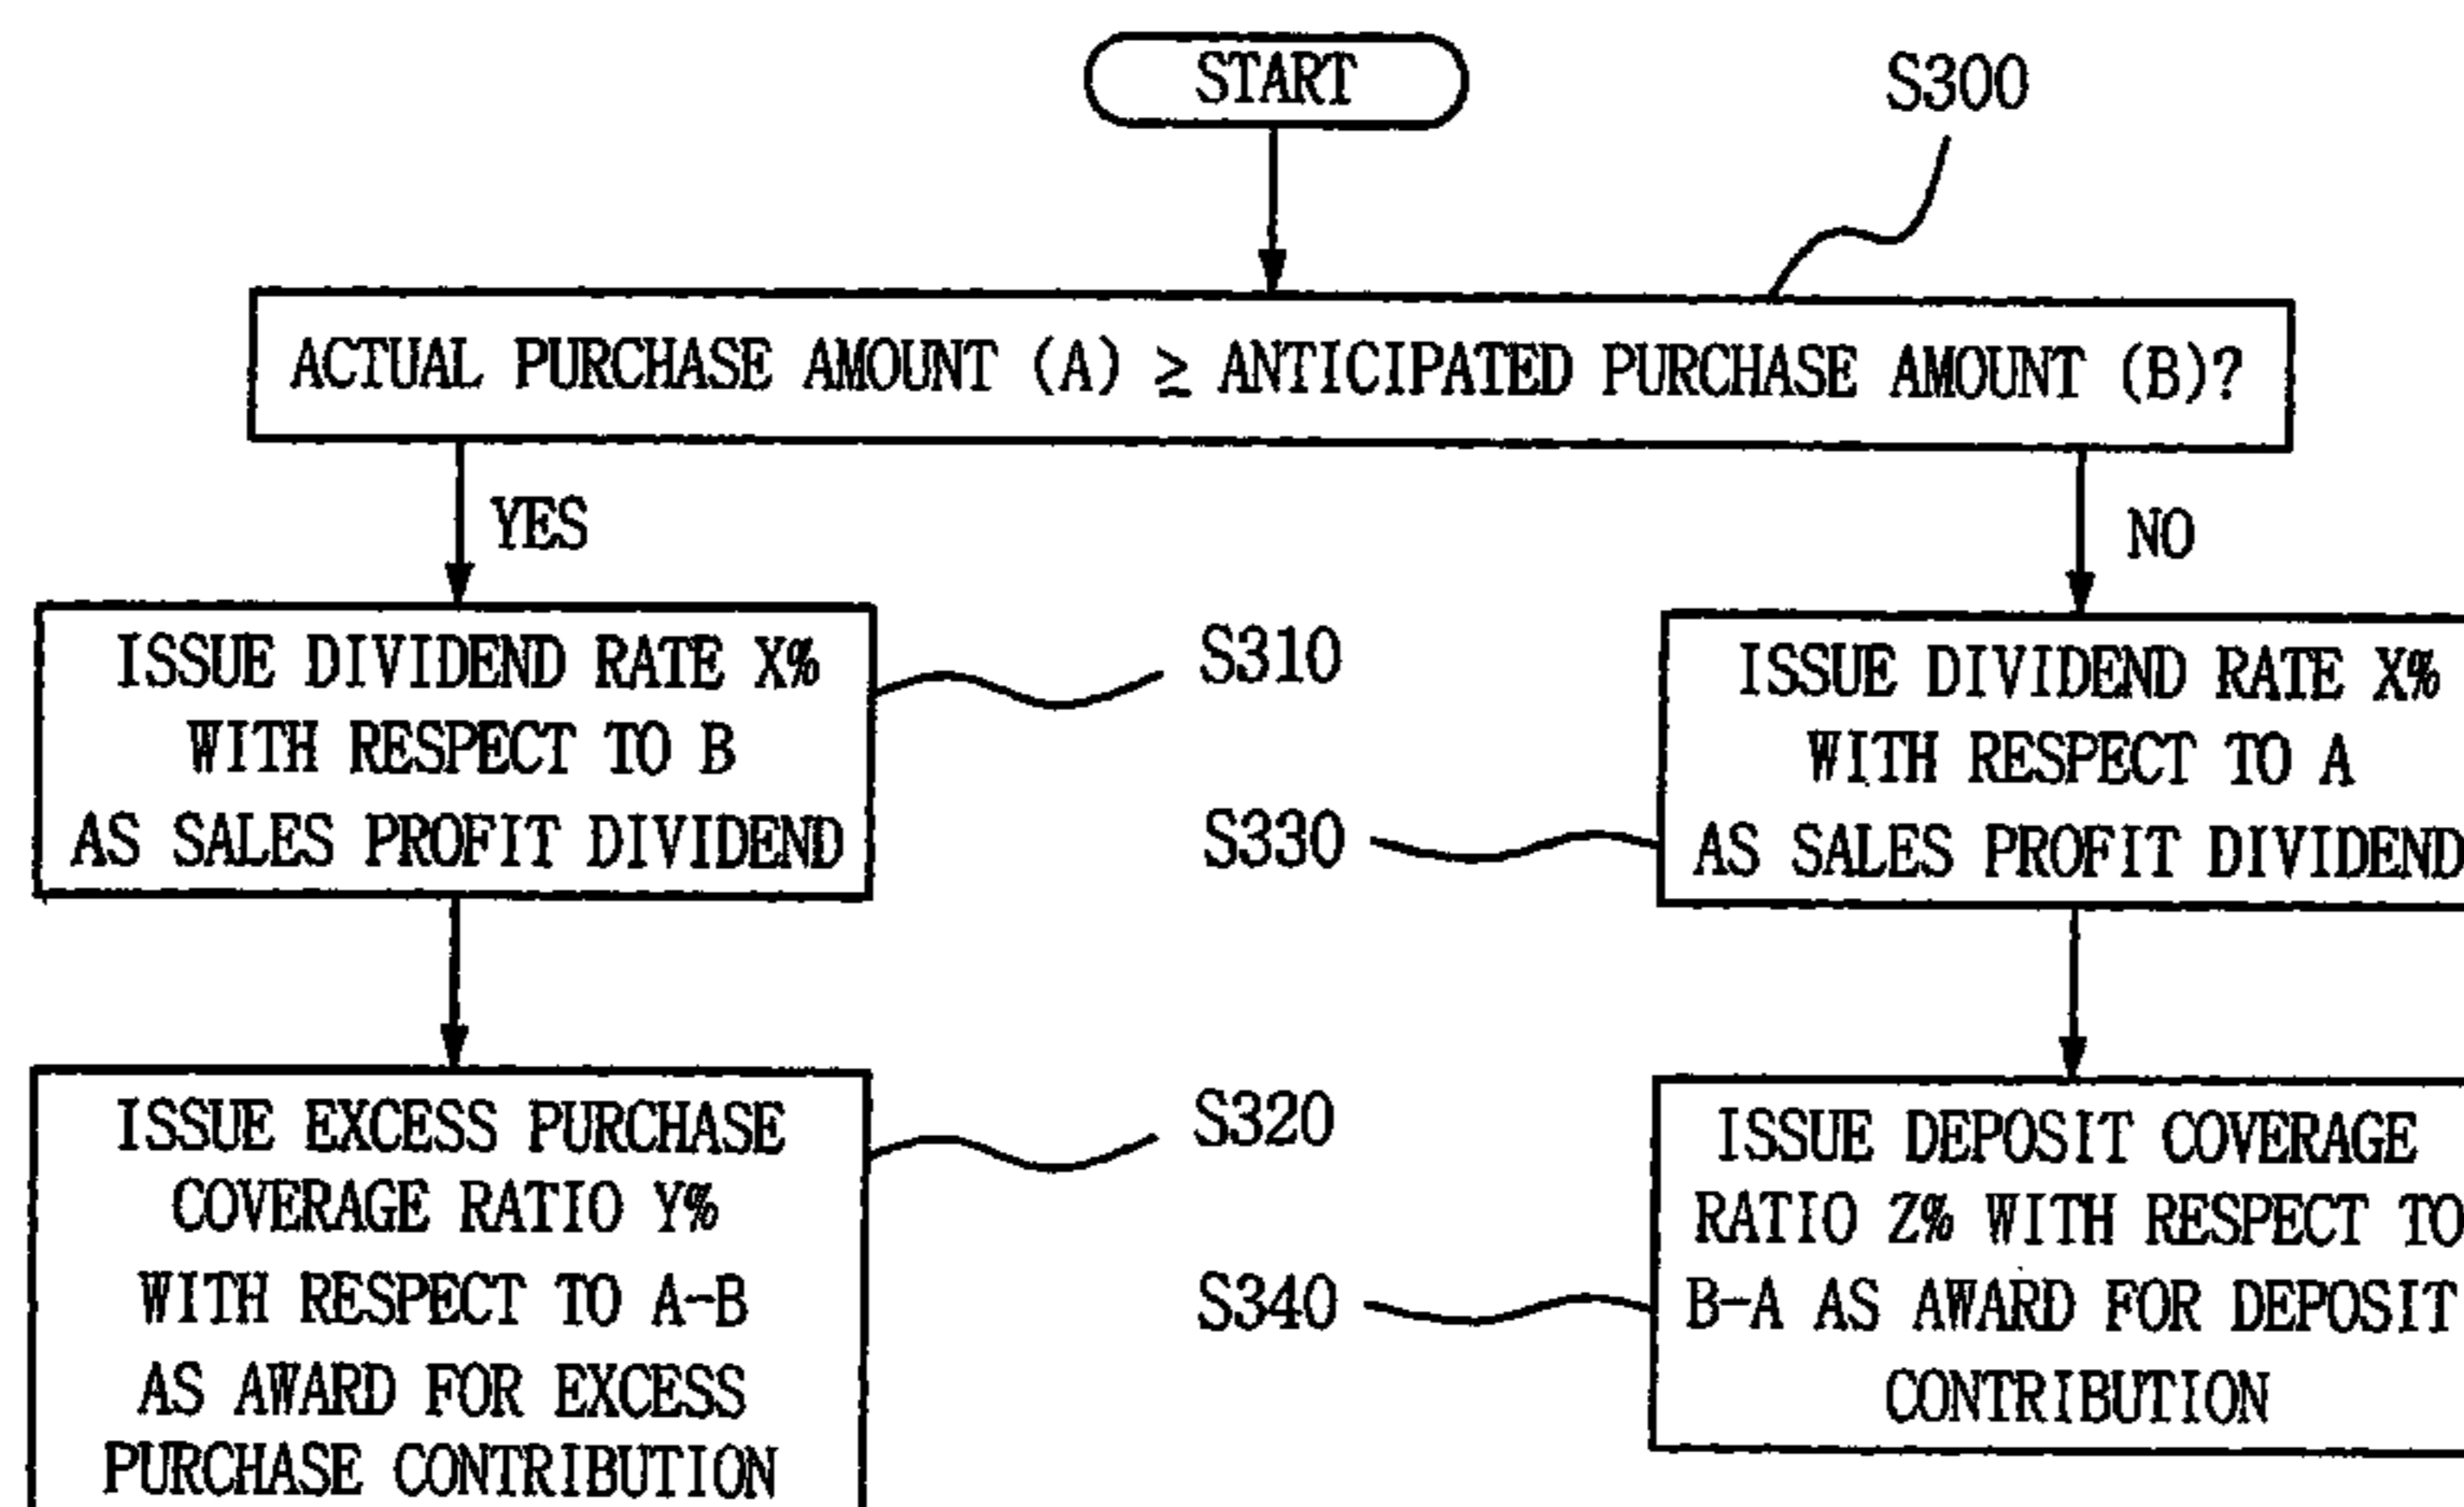 START
S300
ACTUAL PURCHASE AMOUNT (A) ≥ ANTICIPATED PURCHASE AMOUNT (B)?
YES
NO
ISSUE DIVIDEND RATE X%
WITH RESPECT TO B
AS SALES PROFIT DIVIDEND
S310
S330
ISSUE DIVIDEND RATE X%
WITH RESPECT TO A
AS SALES PROFIT DIVIDEND
ISSUE EXCESS PURCHASE
COVERAGE RATIO Y%
WITH RESPECT TO A-B
AS AWARD FOR EXCESS
PURCHASE CONTRIBUTION
S320
S340
ISSUE DEPOSIT COVERAGE
RATIO Z% WITH RESPECT TO
B-A AS AWARD FOR DEPOSIT
CONTRIBUTION